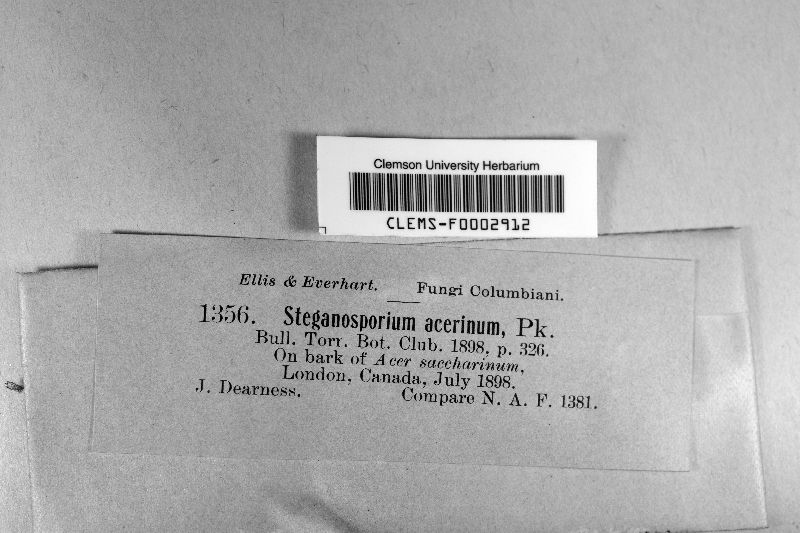 Clemson University Herbarium
CLEMS-F0002912
Ellis & Everhart. Fungi Columbiani.
1356. Steganosporium acerinum, Pk.
Bull. Torr. Bot. Club. 1898, p. 326.
On bark of Acer saccharinum,
London, Canada, July 1898.
J. Dearness. Compare N. A. F. 1381.